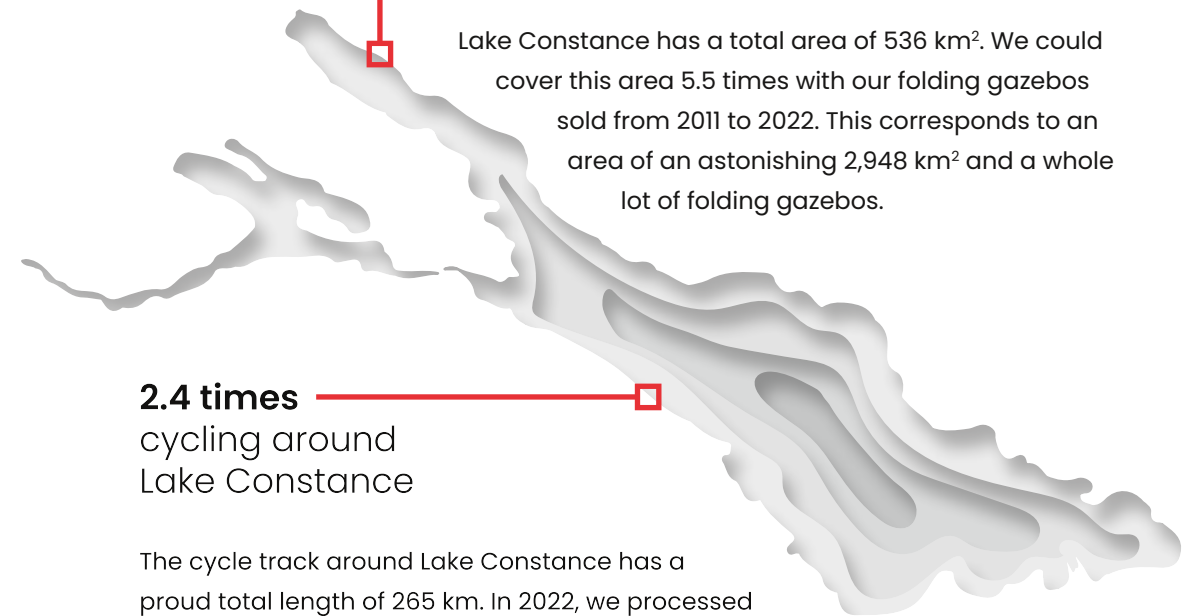 Lake Constance has a total area of 536 km². We could
cover this area 5.5 times with our folding gazebos
sold from 2011 to 2022. This corresponds to an
area of an astonishing 2,948 km² and a whole
lot of folding gazebos.
2.4 times
cycling around
Lake Constance
The cycle track around Lake Constance has a
proud total length of 265 km. In 2022, we processed